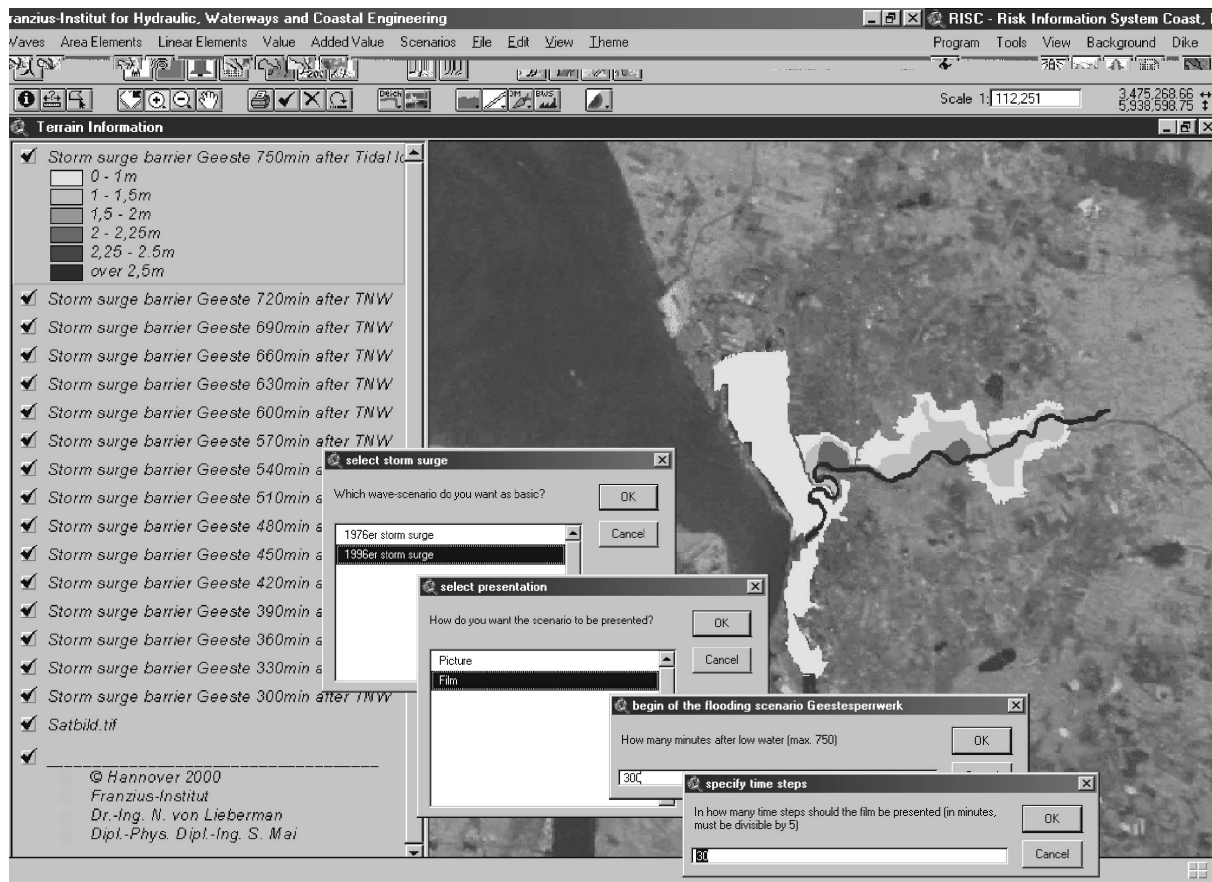 ranzius-Institut for Hydraulic, Waterways and Coastal Engineering
RISC - Risk Information System Coast,
Waves Area Elements Linear Elements Value Added Value Scenarios File Edit View Theme
Program Tools View Background Dike
Scale 1: 112,251
3,475,268.66
5,938,598.75
Terrain Information
Storm surge barrier Geeste 750min after Tidal lo
0 - 1m
1 - 1,5m
1,5 - 2m
2 - 2,25m
2,25 - 2.5m
over 2,5m
Storm surge barrier Geeste 720min after TNW
Storm surge barrier Geeste 690min after TNW
Storm surge barrier Geeste 660min after TNW
Storm surge barrier Geeste 630min after TNW
Storm surge barrier Geeste 600min after TNW
Storm surge barrier Geeste 570min after TNW
Storm surge barrier Geeste 540min a
Storm surge barrier Geeste 510min a
Storm surge barrier Geeste 480min a
Storm surge barrier Geeste 450min a
Storm surge barrier Geeste 420min a
Storm surge barrier Geeste 390min a
Storm surge barrier Geeste 360min a
Storm surge barrier Geeste 330min a
Storm surge barrier Geeste 300min after TNW
Satbild.tif
© Hannover 2000
Franzius-Institut
Dr.-Ing. N. von Lieberman
Dipl.-Phys. Dipl.-Ing. S. Mai
select storm surge
Which wave-scenario do you want as basic?
OK
Cancel
1976er storm surge
1996er storm surge
select presentation
How do you want the scenario to be presented?
OK
Cancel
Picture
Film
begin of the flooding scenario Geestesperrwerk
How many minutes after low water (max. 750)
OK
300
specify time steps
In how many time steps should the film be presented (in minutes,
must be divisible by 5)
OK
Cancel
30